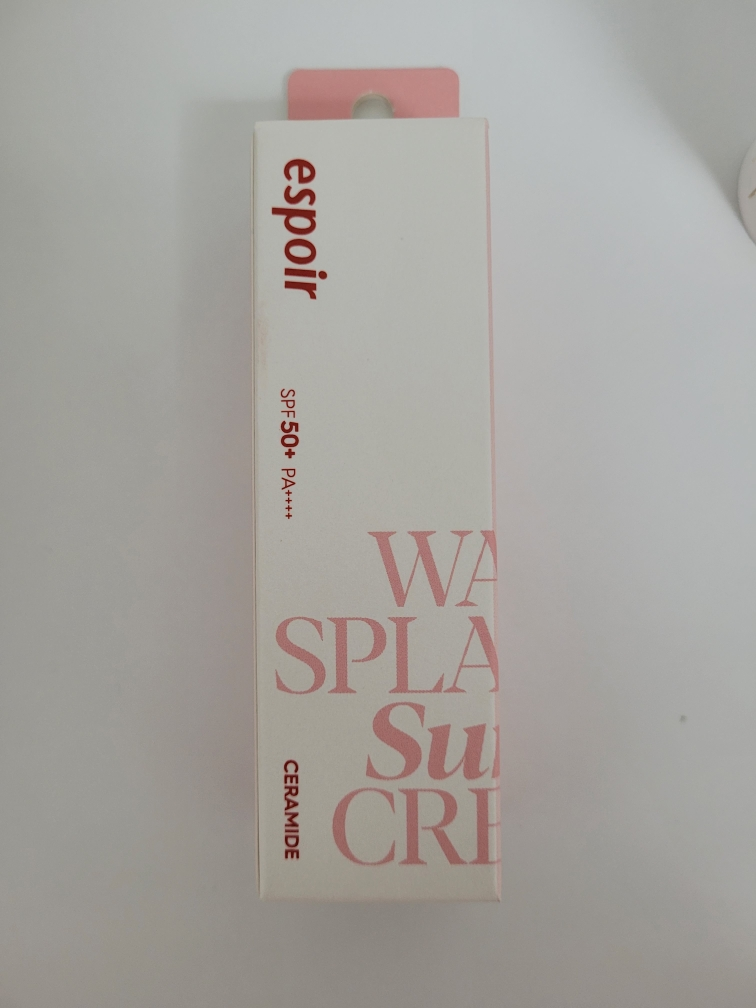 espoir
SPF50+ PA++++
WA
SPLA
Su
CRE
CERAMIDE